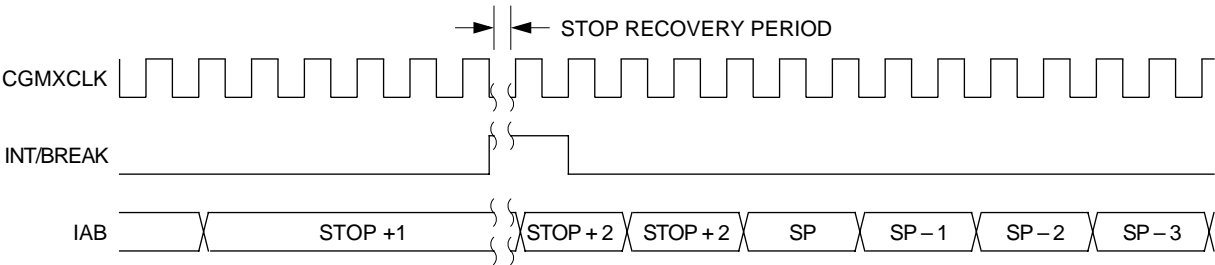 STOP RECOVERY PERIOD
CGMXCLK
INT/BREAK
IAB STOP +1 STOP + 2 STOP + 2 SP SP – 1 SP – 2 SP – 3